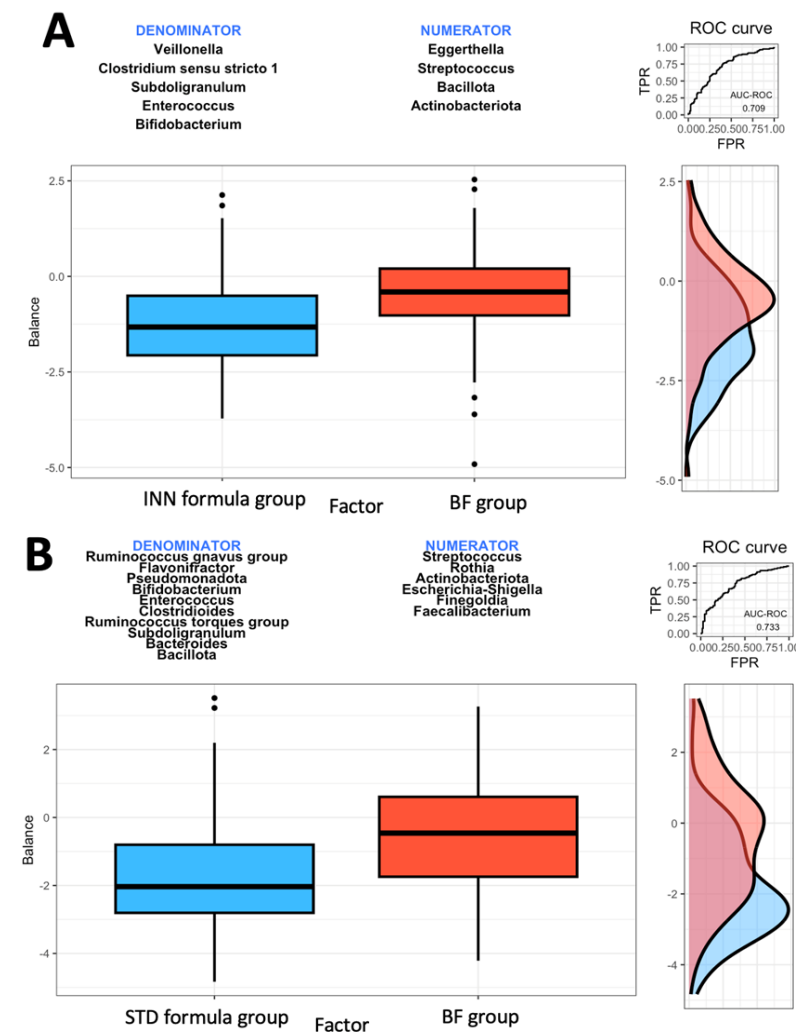 A
DENOMINATOR
Veillonella
Clostridium sensu stricto 1
Subdoligranulum
Enterococcus
Bifidobacterium
NUMERATOR
Eggerthella
Streptococcus
Bacillota
Actinobacteriota
ROC curve
1.00
0.75
0.50
0.25
0.00
TPR
AUC-ROC
0.709
0.000.250.500.751.00
FPR
2.5
0.0
-2.5
-5.0
Balance
INN formula group
Factor
BF group
2.5
0.0
-2.5
-5.0
B
DENOMINATOR
Ruminococcus gnavus group
Flavonifractor
Pseudomonadota
Bifidobacterium
Enterococcus
Clostridioides
Ruminococcus torques group
Subdoligranulum
Bacteroides
Bacillota
NUMERATOR
Streptococcus
Rothia
Actinobacteriota
Escherichia-Shigella
Finegoldia
Faecalibacterium
ROC curve
1.00
0.75
0.50
0.25
0.00
TPR
AUC-ROC
0.733
0.000.250.500.751.00
FPR
2
0
-2
-4
Balance
STD formula group
Factor
BF group
2
0
-2
-4